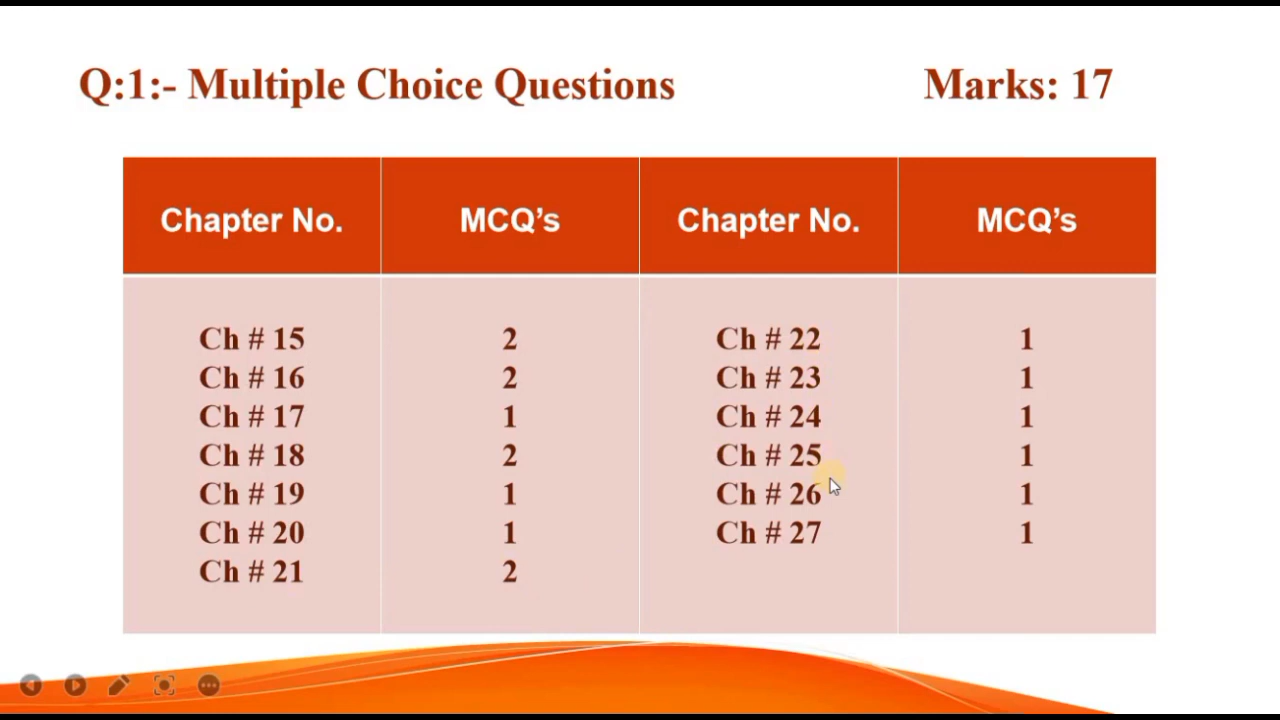 Q:1:- Multiple Choice Questions Marks: 17
Chapter No. MCQ’s Chapter No. MCQ’s
Ch # 15 2 Ch # 22 1
Ch # 16 2 Ch # 23 1
Ch # 17 1 Ch # 24 1
Ch # 18 2 Ch # 25 1
Ch # 19 1 Ch # 26 1
Ch # 20 1 Ch # 27 1
Ch # 21 2